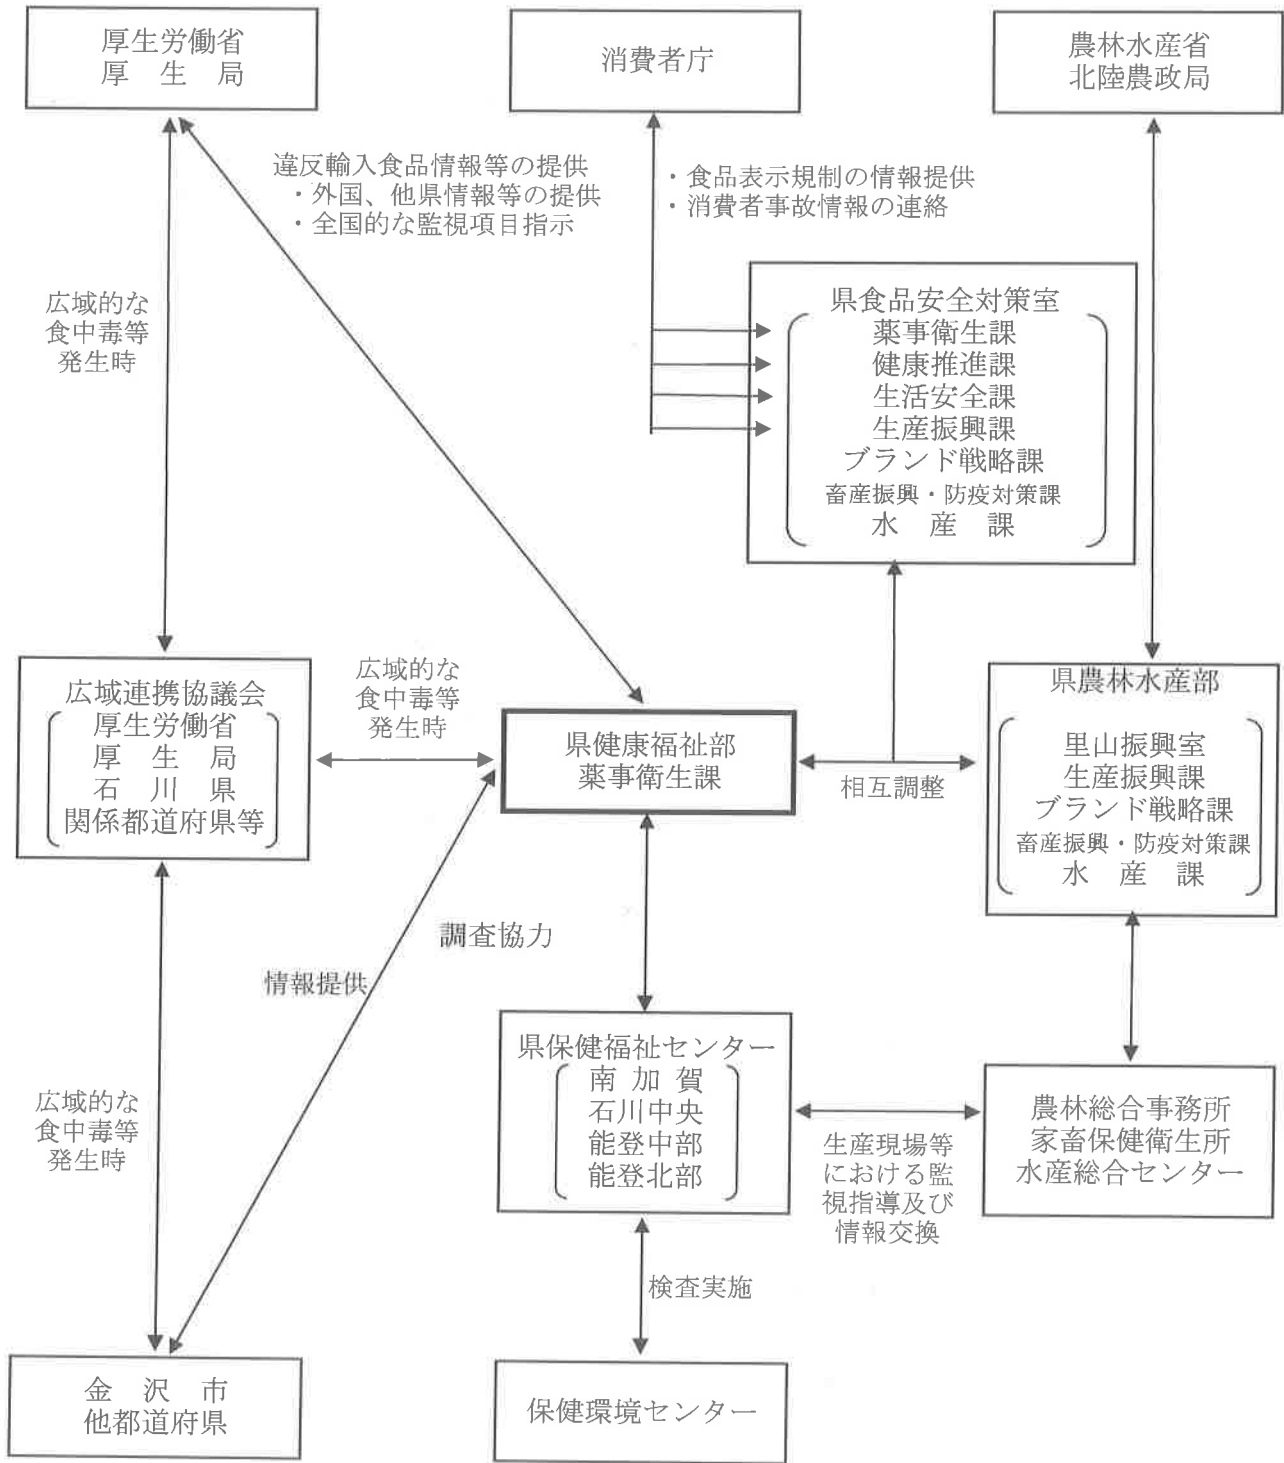 厚生労働省
厚　生　局
消費者庁
農林水産省
北陸農政局
違反輸入食品情報等の提供
・外国、他県情報等の提供
・全国的な監視項目指示
・食品表示規制の情報提供
・消費者事故情報の連絡
広域的な
食中毒等
発生時
県食品安全対策室
薬事衛生課
健康推進課
生活安全課
生産振興課
ブランド戦略課
畜産振興・防疫対策課
水　産　課
広域連携協議会
厚生労働省
厚　生　局
石　川　県
関係都道府県等
広域的な
食中毒等
発生時
県健康福祉部
薬事衛生課
相互調整
県農林水産部
里山振興室
生産振興課
ブランド戦略課
畜産振興・防疫対策課
水　産　課
調査協力
情報提供
県保健福祉センター
南 加 賀
石川中央
能登中部
能登北部
生産現場等
における監
視指導及び
情報交換
農林総合事務所
家畜保健衛生所
水産総合センター
広域的な
食中毒等
発生時
検査実施
金　沢　市
他都道府県
保健環境センター